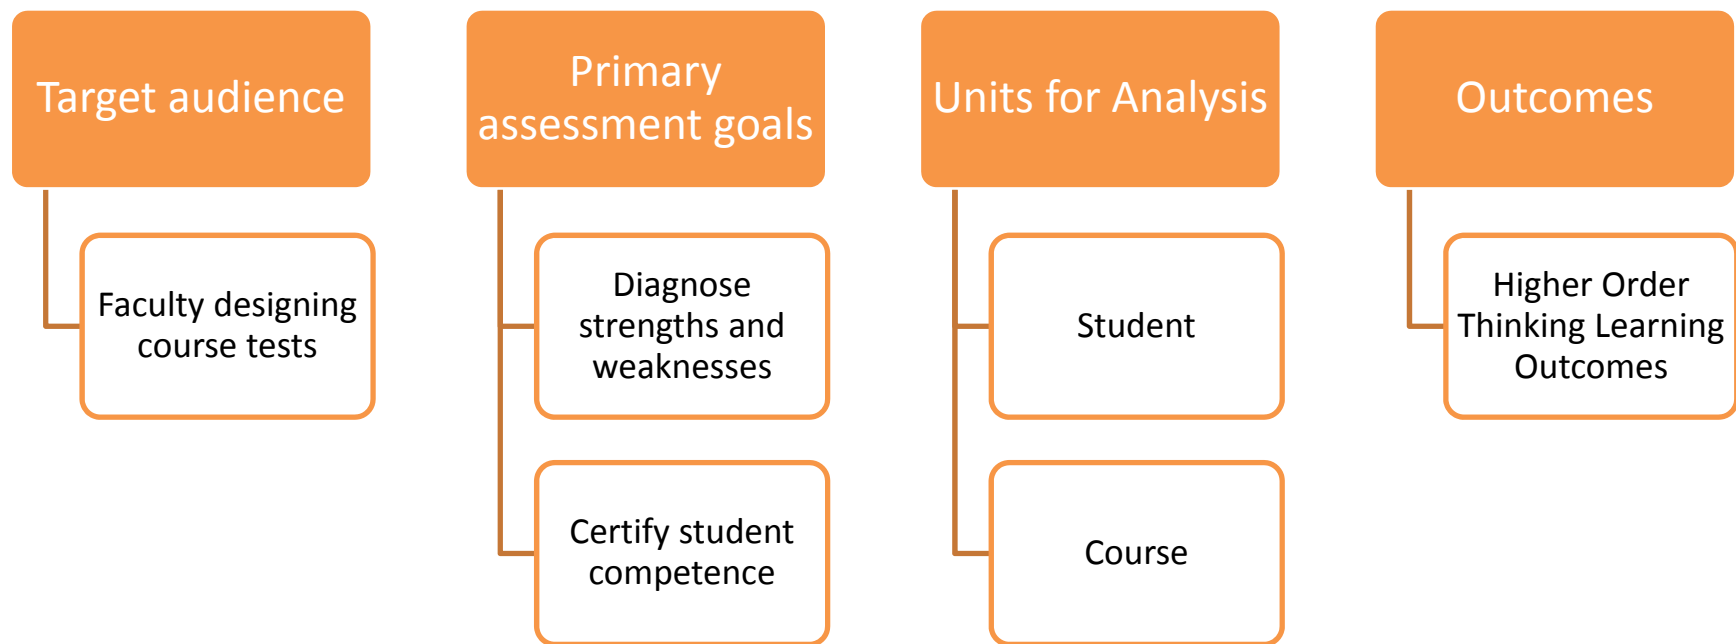 Target audience
Faculty designing
course tests
Primary
assessment goals
Diagnose
strengths and
weaknesses
Certify student
competence
Units for Analysis
Student
Course
Outcomes
Higher Order
Thinking Learning
Outcomes